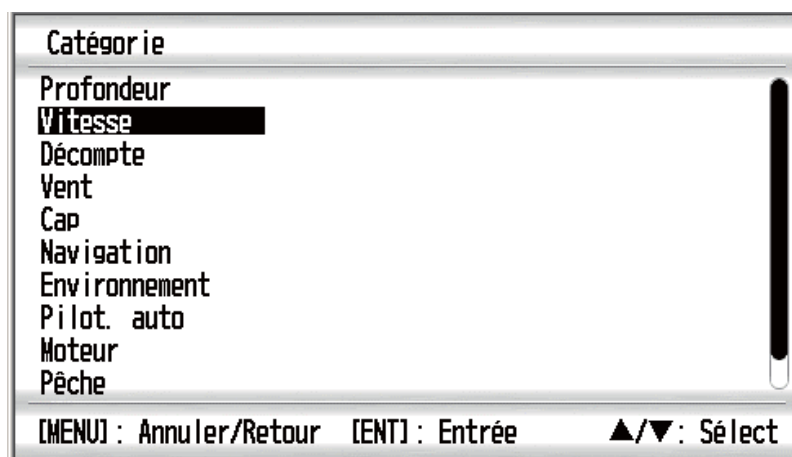 Catégorie
Profondeur
Vitesse
Décompte
Vent
Cap
Navigation
Environnement
Pilot. auto
Moteur
Pêche
[MENU] : Annuler/Retour [ENT] : Entrée ▲/▼: Sélect